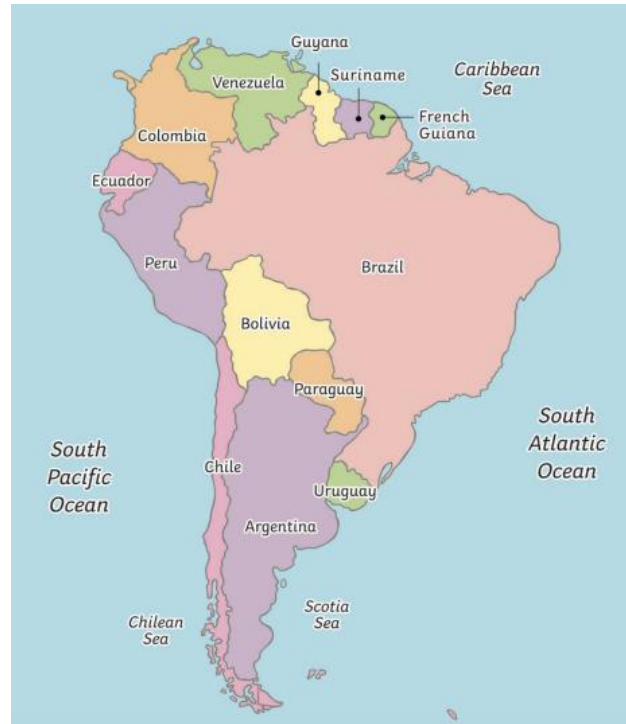 Guyana
Suriname
Caribbean
Sea
Venezuela
French
Guiana
Colombia
Ecuador
Peru
Brazil
Bolivia
Paraguay
South
Pacific
Ocean
Chile
Uruguay
Argentina
South
Atlantic
Ocean
Chilean
Sea
Scotia
Sea